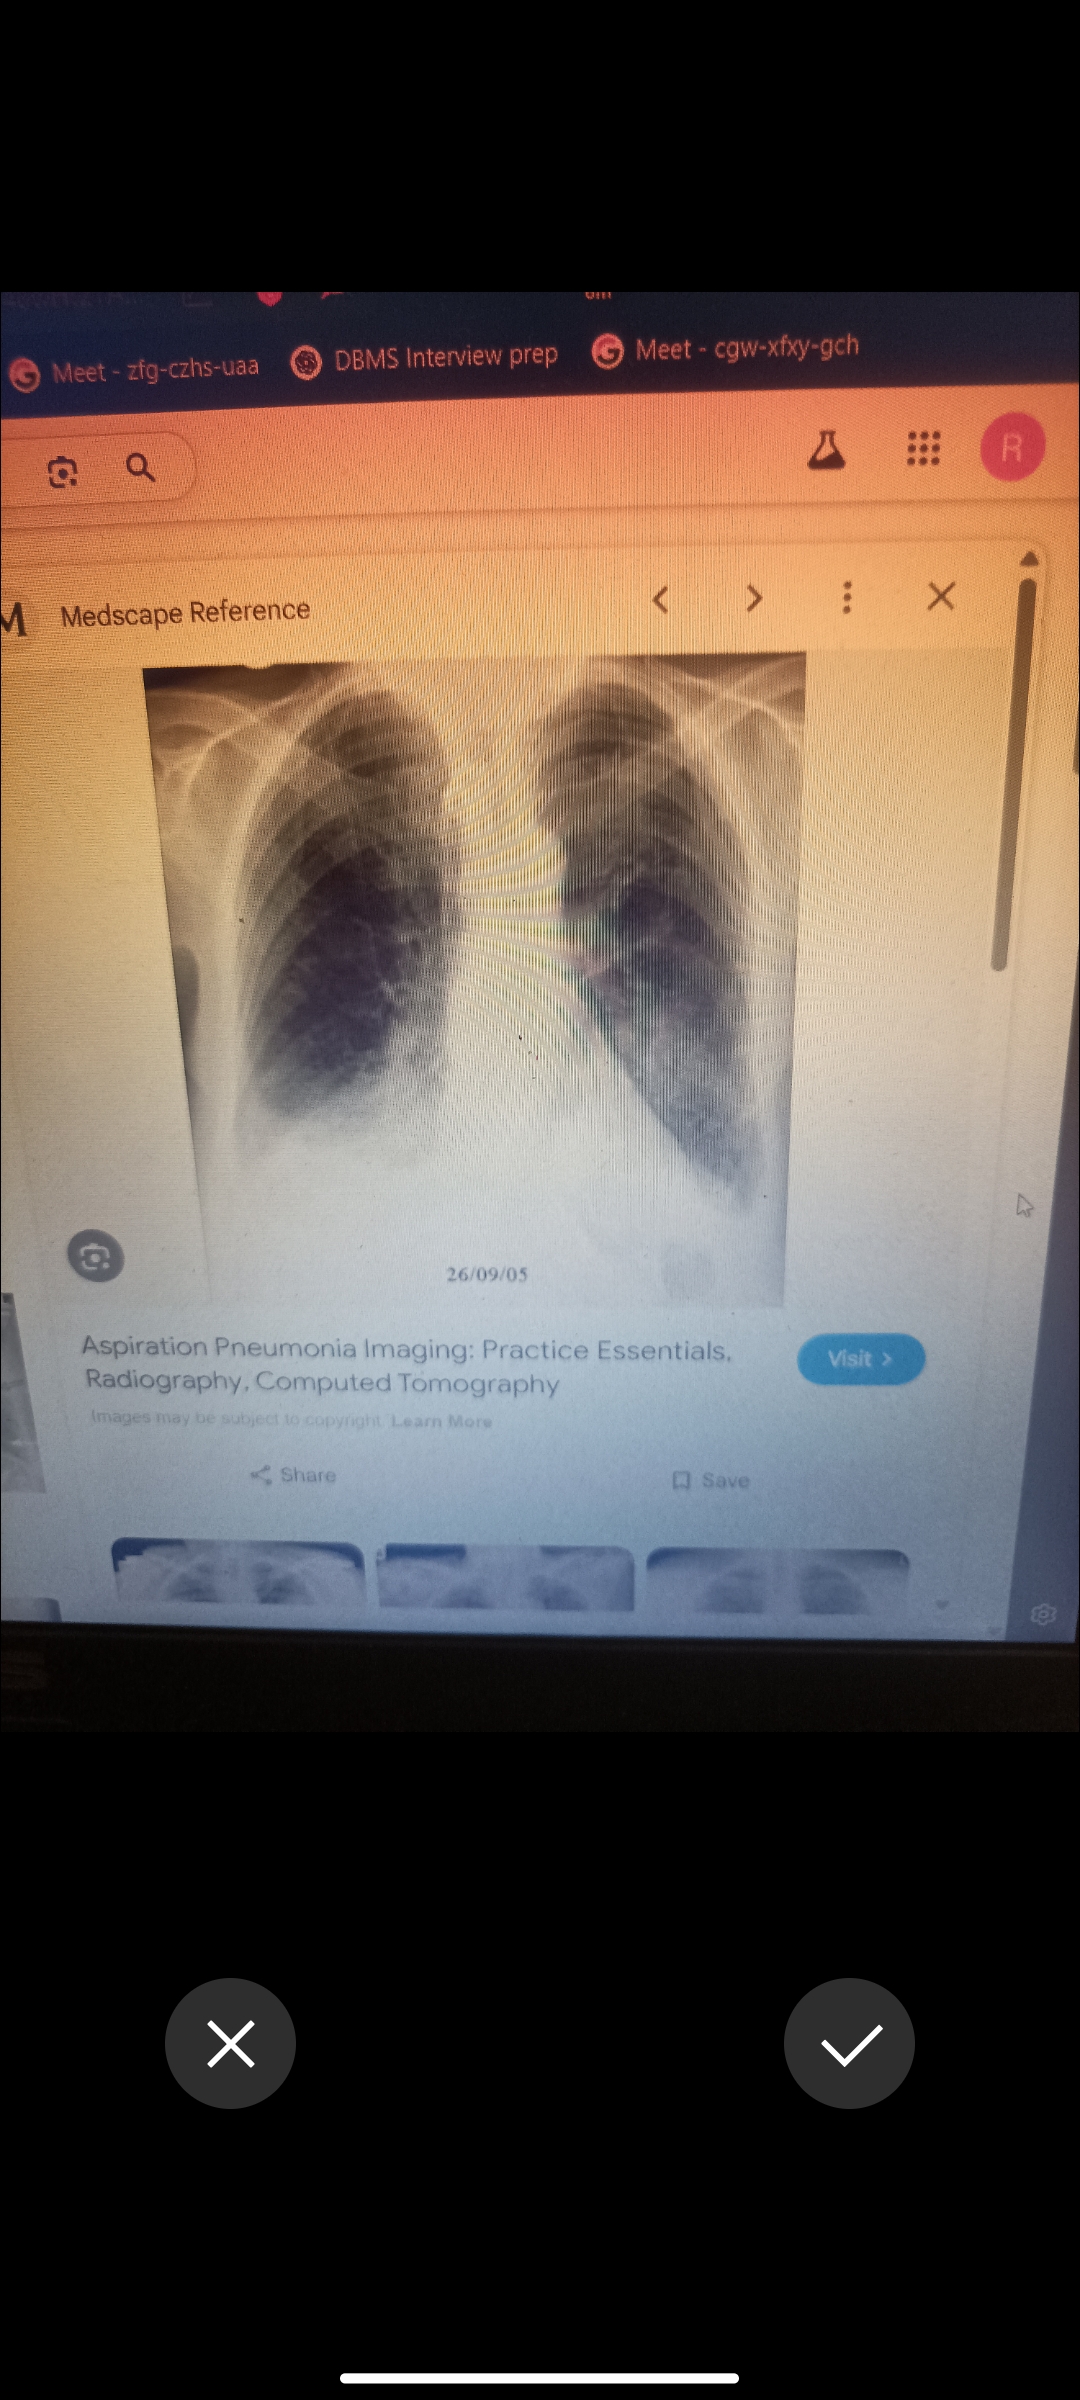 Meet - zfg-czhs-uaa DBMS Interview prep Meet - cgw-xfxy-gch
R
M Medscape Reference
26/09/05
Aspiration Pneumonia Imaging: Practice Essentials,
Radiography, Computed Tomography
Visit >
Images may be subject to copyright. Learn More
Share Save